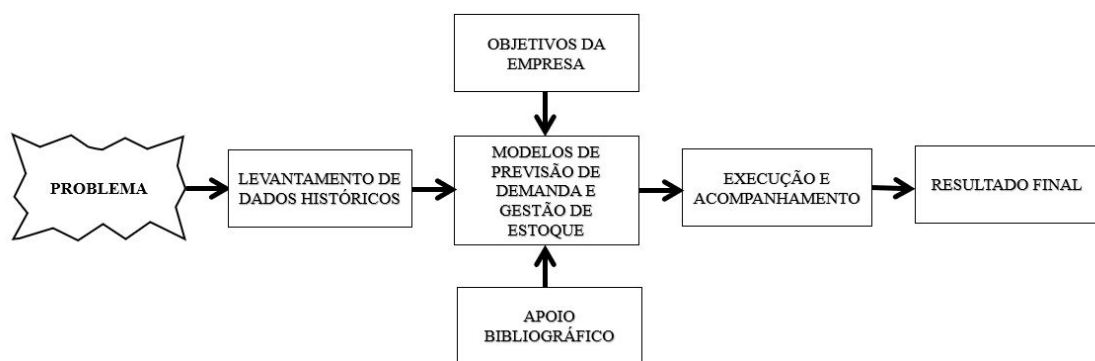 OBJETIVOS DA
EMPRESA
PROBLEMA
LEVANTAMENTO DE
DADOS HISTÓRICOS
MODELOS DE
PREVISÃO DE
DEMANDA E
GESTÃO DE
ESTOQUE
EXECUÇÃO E
ACOMPANHAMENTO
RESULTADO FINAL
APOIO
BIBLIOGRÁFICO